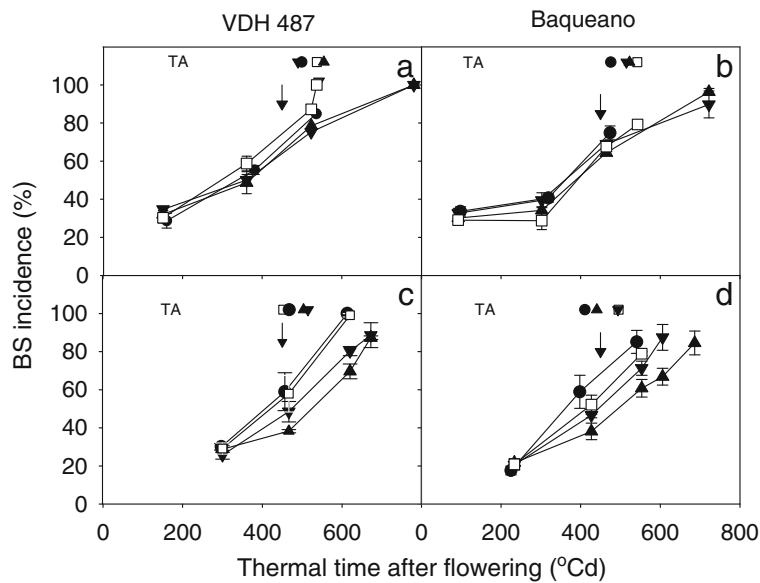 VDH 487
Baqueano
TA
a
TA
b
100
80
60
40
20
0
TA
c
TA
d
100
80
60
40
20
0
BS incidence (%)
0
200
400
600
0
200
400
600
800
Thermal time after flowering (°Cd)